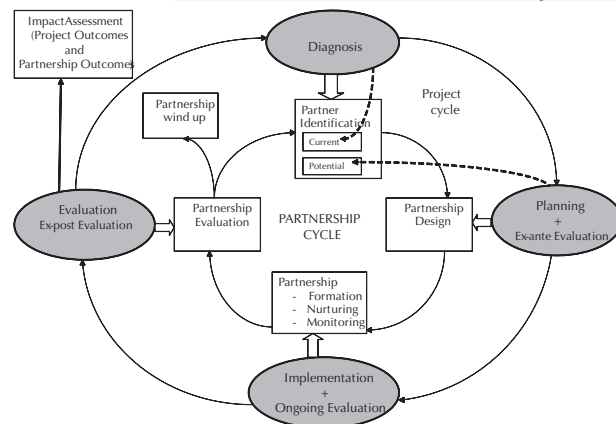 ImpactAssessment
(Project Outcomes
and
Partnership Outcomes
Diagnosis
Project
cycle
Partnership
wind up
Partner
Identification
Current
Potential
Evaluation
Ex-post Evaluation
Partnership
Evaluation
PARTNERSHIP
CYCLE
Partnership
Design
Planning
+
Ex-ante Evaluation
Partnership
- Formation
- Nurturing
- Monitoring
Implementation
+
Ongoing Evaluation